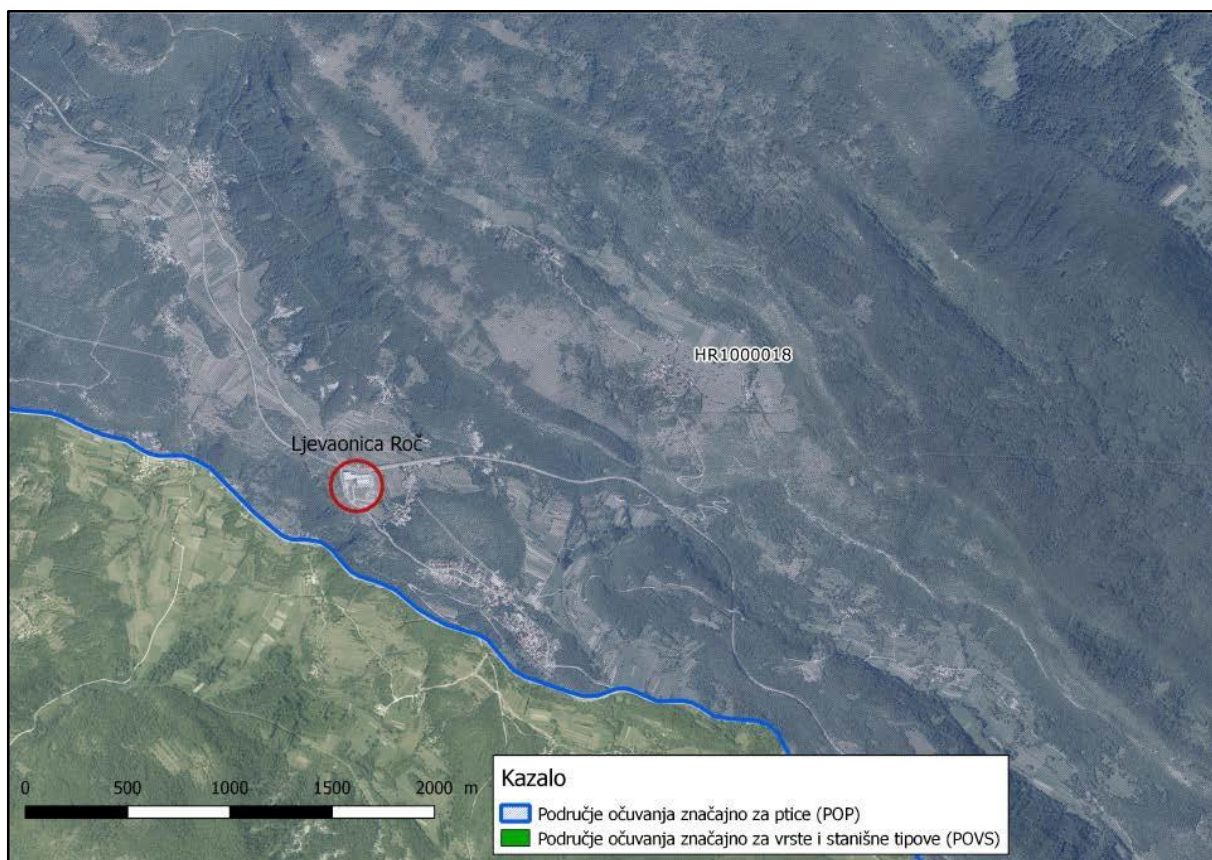 HR1000018
Ljevaonica Roč
0 500 1000 1500 2000 m
Kazalo
Područje očuvanja značajno za ptice (POP)
Područje očuvanja značajno za vrste i stanišne tipove (POVS)